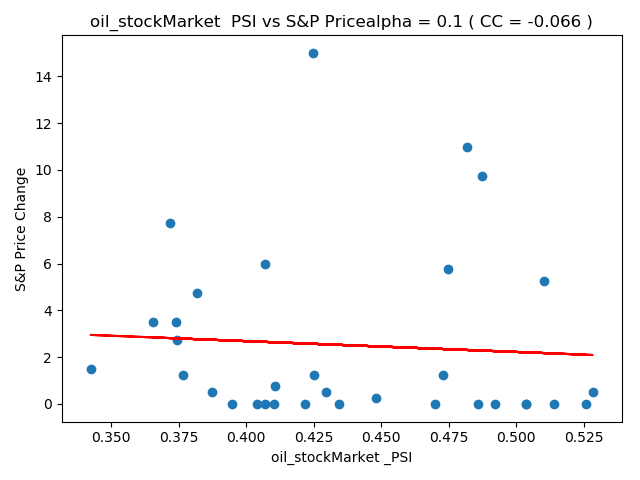 oil_stockMarket  PSI vs S&P Pricealpha = 0.1 ( CC = -0.066 )
S&P Price Change
14
12
10
8
6
4
2
0
0.350 0.375 0.400 0.425 0.450 0.475 0.500 0.525
oil_stockMarket _PSI